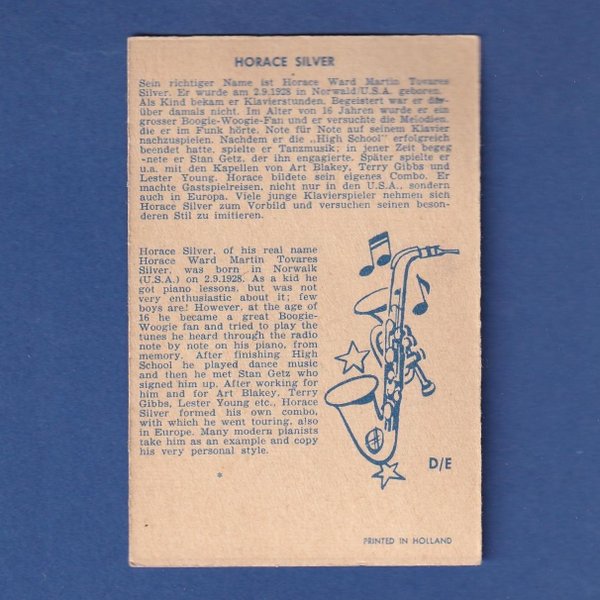 HORACE SILVER
Sein richtiger Name ist Horace Ward Martin Tovares
Silver. Er wurde am 2.9.1928 in Norwald/U.S.A. geboren.
Als Kind bekam er Klavierstunden. Begeistert war er dar-
über damals nicht. Im Alter von 16 Jahren wurde er ein
grosser Boogie-Woogie-Fan und er versuchte die Melodien,
die er im Funk hörte, Note für Note auf seinem Klavier
nachzuspielen. Nachdem er die „High School" erfolgreich
beendet hatte, spielte er Tanzmusik; in jener Zeit begeg
-nete er Stan Getz, der ihn engagierte. Später spielte er
u.a. mit den Kapellen von Art Blakey, Terry Gibbs und
Lester Young. Horace bildete sein eigenes Combo. Er
machte Gastspielreisen, nicht nur in den U.S.A., sondern
auch in Europa. Viele junge Klavierspieler nehmen sich
Horace Silver zum Vorbild und versuchen seinen beson-
deren Stil zu imitieren.
Horace Silver, of his real name
Horace Ward Martin Tovares
Silver, was born in Norwalk
(U.S.A.) on 2.9.1928. As a kid he
got piano lessons, but was not
very enthusiastic about it; few
boys are! However, at the age of
16 he became a great Boogie-
Woogie fan and tried to play the
tunes he heard through the radio
note by note on his piano, from
memory. After finishing High
School he played dance music
and then he met Stan Getz who
signed him up. After working for
him and for Art Blakey, Terry
Gibbs, Lester Young etc., Horace
Silver formed his own combo,
with which he went touring, also
in Europe. Many modern pianists
take him as an example and copy
his very personal style.
D/E
PRINTED IN HOLLAND